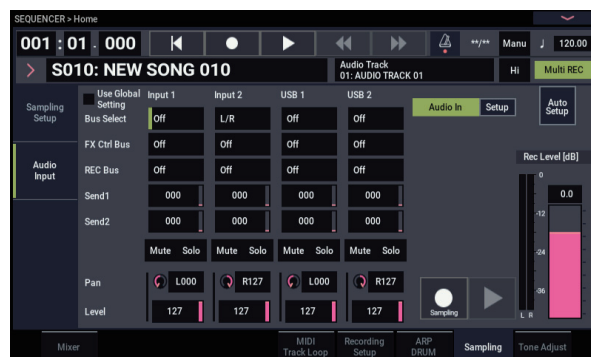 SEQUENCER > Home
001 : 01 . 000
**/** Manu ♩ 120.00
> S010: NEW SONG 010
Audio Track
01: AUDIO TRACK 01
Hi
Multi REC
Sampling
Setup
Audio
Input
Use Global
Setting
Input 1 Input 2 USB 1 USB 2
Audio In Setup
Auto
Setup
Bus Select Off L/R Off Off
FX Ctrl Bus Off Off Off Off
REC Bus Off Off Off Off
Send1 000 000 000 000
Send2 000 000 000 000
Mute Solo Mute Solo Mute Solo Mute Solo
Pan L000 R127 L000 R127
Level 127 127 127 127
Sampling
Rec Level [dB]
0
-12
-24
-36
L R
0.0
Mixer
MIDI
Track Loop
Recording
Setup
ARP
DRUM
Sampling
Tone Adjust